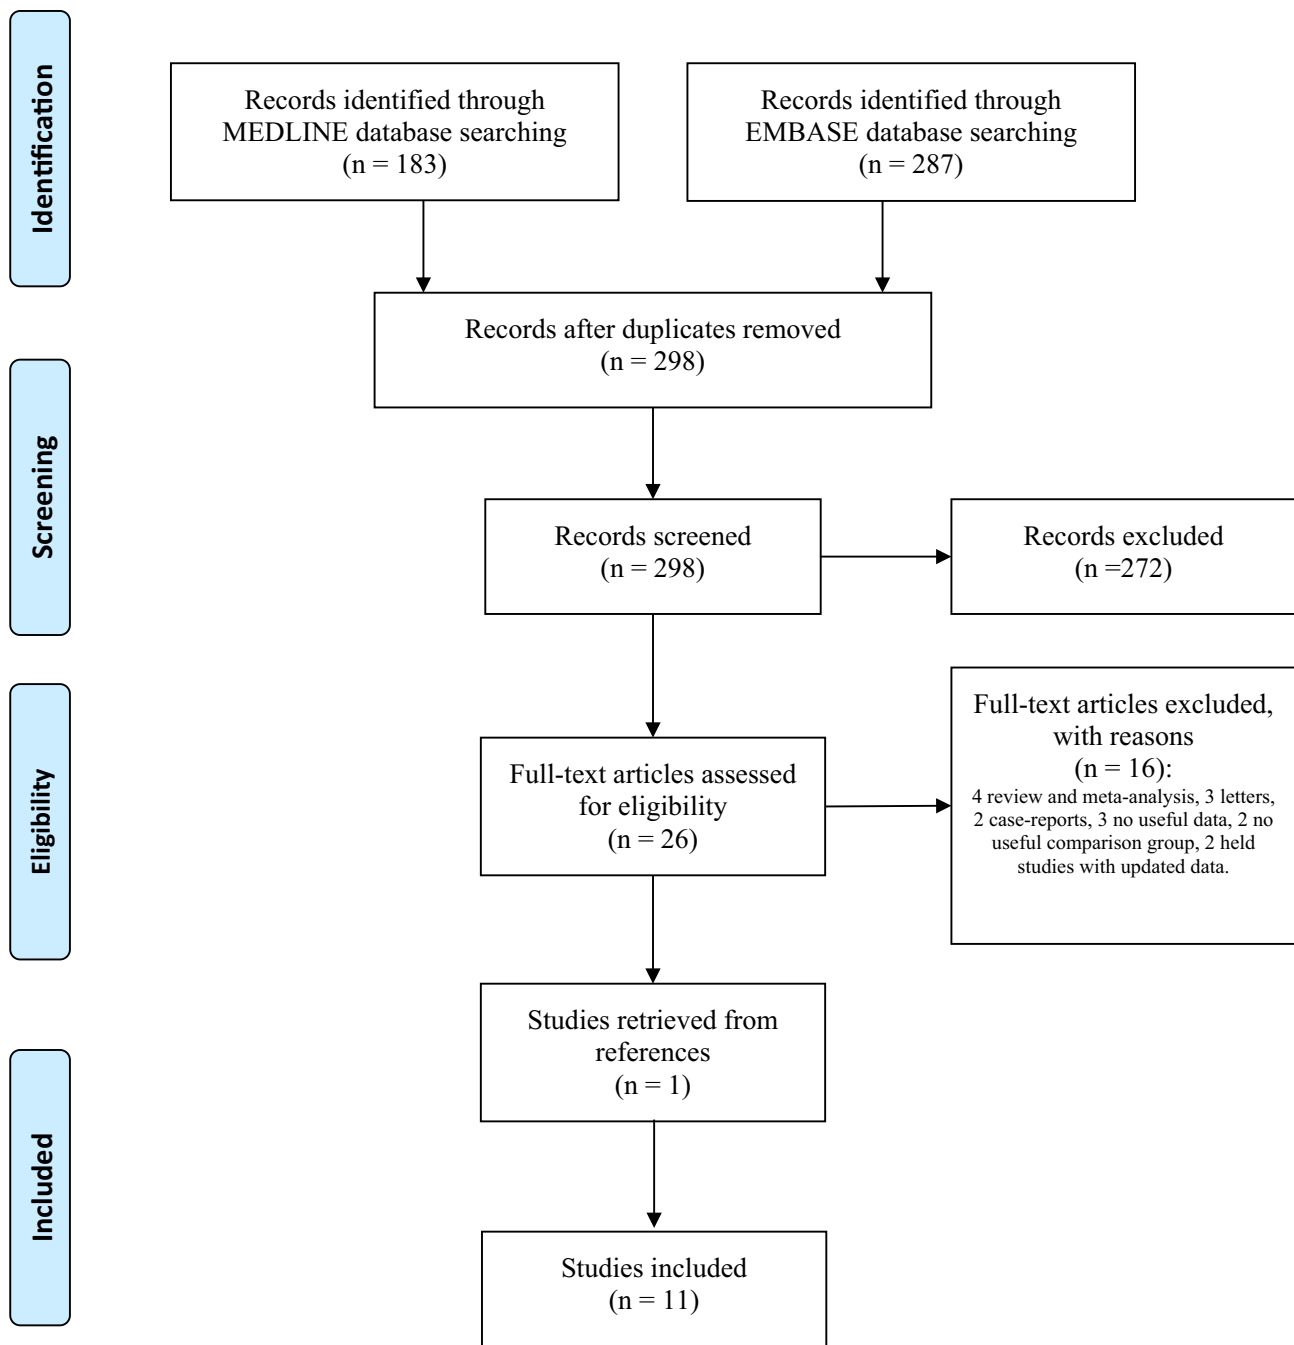 Identification
Records identified through
MEDLINE database searching
(n = 183)
Records identified through
EMBASE database searching
(n = 287)
Records after duplicates removed
(n = 298)
Screening
Records screened
(n = 298)
Records excluded
(n =272)
Eligibility
Full-text articles assessed
for eligibility
(n = 26)
Full-text articles excluded,
with reasons
(n = 16):
4 review and meta-analysis, 3 letters,
2 case-reports, 3 no useful data, 2 no
useful comparison group, 2 held
studies with updated data.
Studies retrieved from
references
(n = 1)
Included
Studies included
(n = 11)